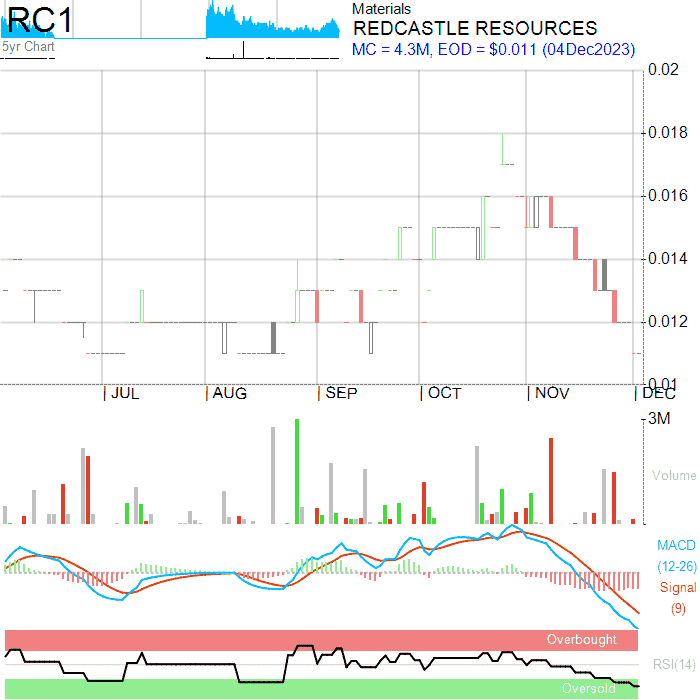 RC1
5yr Chart
Materials
REDCASTLE RESOURCES
MC = 4.3M, EOD = $0.011 (04Dec2023)
0.02
0.018
0.016
0.014
0.012
0.01
JUL
AUG
SEP
OCT
NOV
DEC
3M
Volume
MACD
(12-26)
Signal
(9)
Overbought
RSI(14)
Oversold